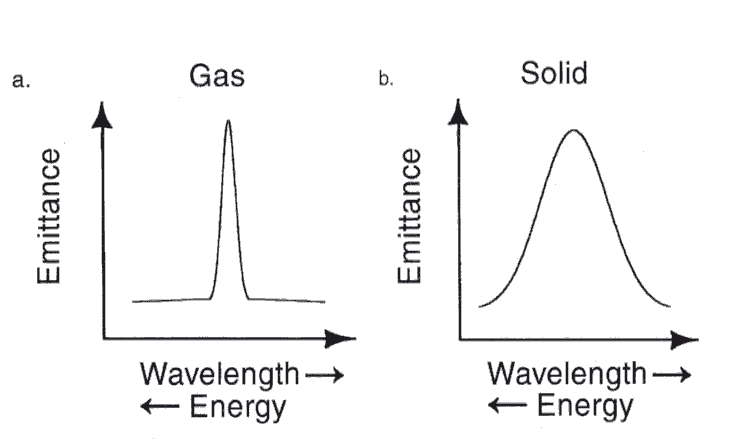 a.
Gas
Emittance
Wavelength →
← Energy
b.
Solid
Emittance
Wavelength →
← Energy